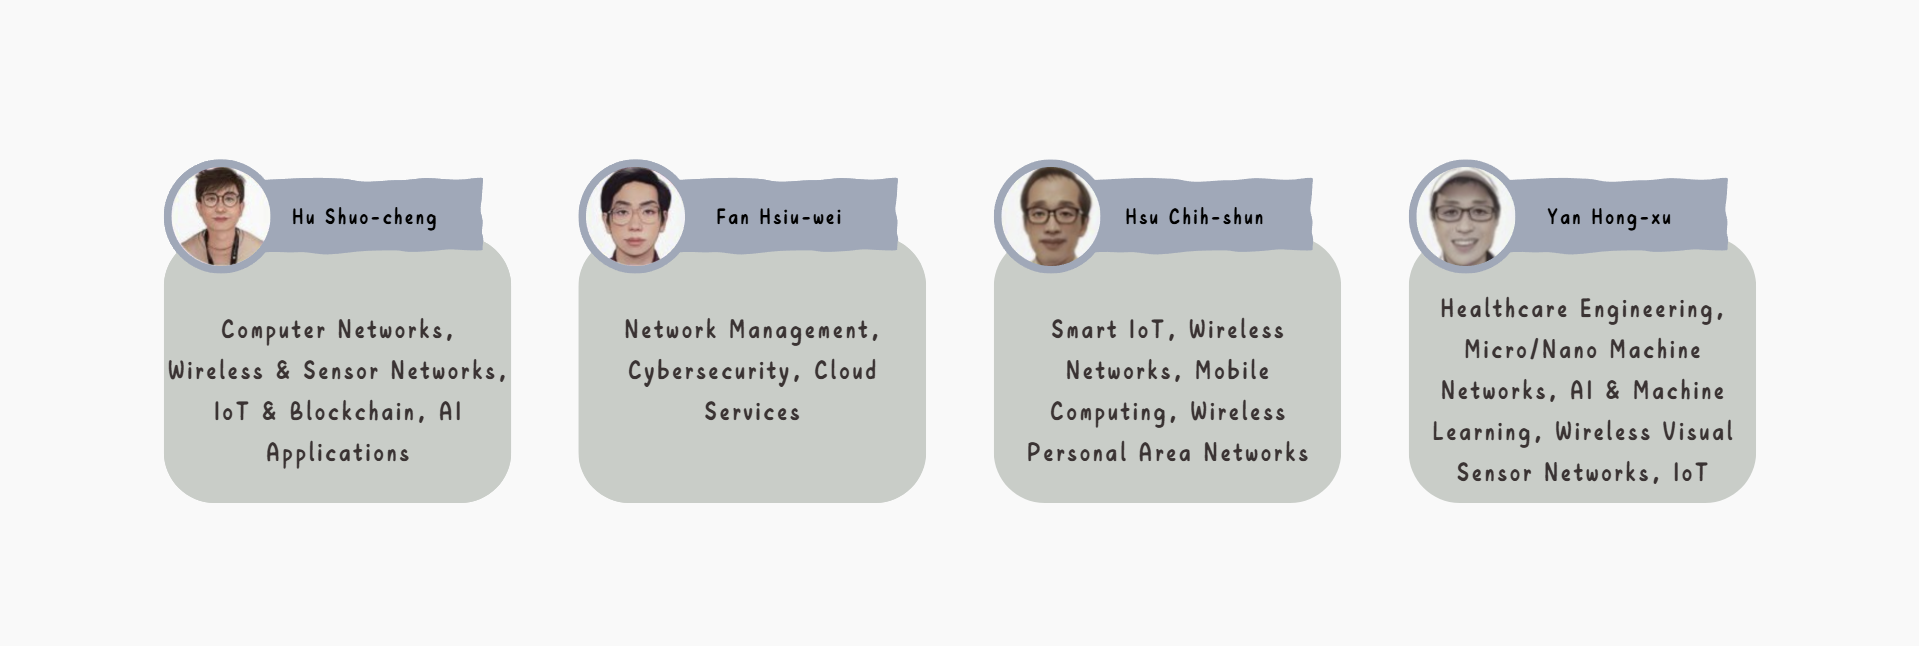 Hu Shuo-cheng
Computer Networks,
Wireless & Sensor Networks,
IoT & Blockchain, AI
Applications
Fan Hsiu-wei
Network Management,
Cybersecurity, Cloud
Services
Hsu Chih-shun
Smart IoT, Wireless
Networks, Mobile
Computing, Wireless
Personal Area Networks
Yan Hong-xu
Healthcare Engineering,
Micro/Nano Machine
Networks, AI & Machine
Learning, Wireless Visual
Sensor Networks, IoT